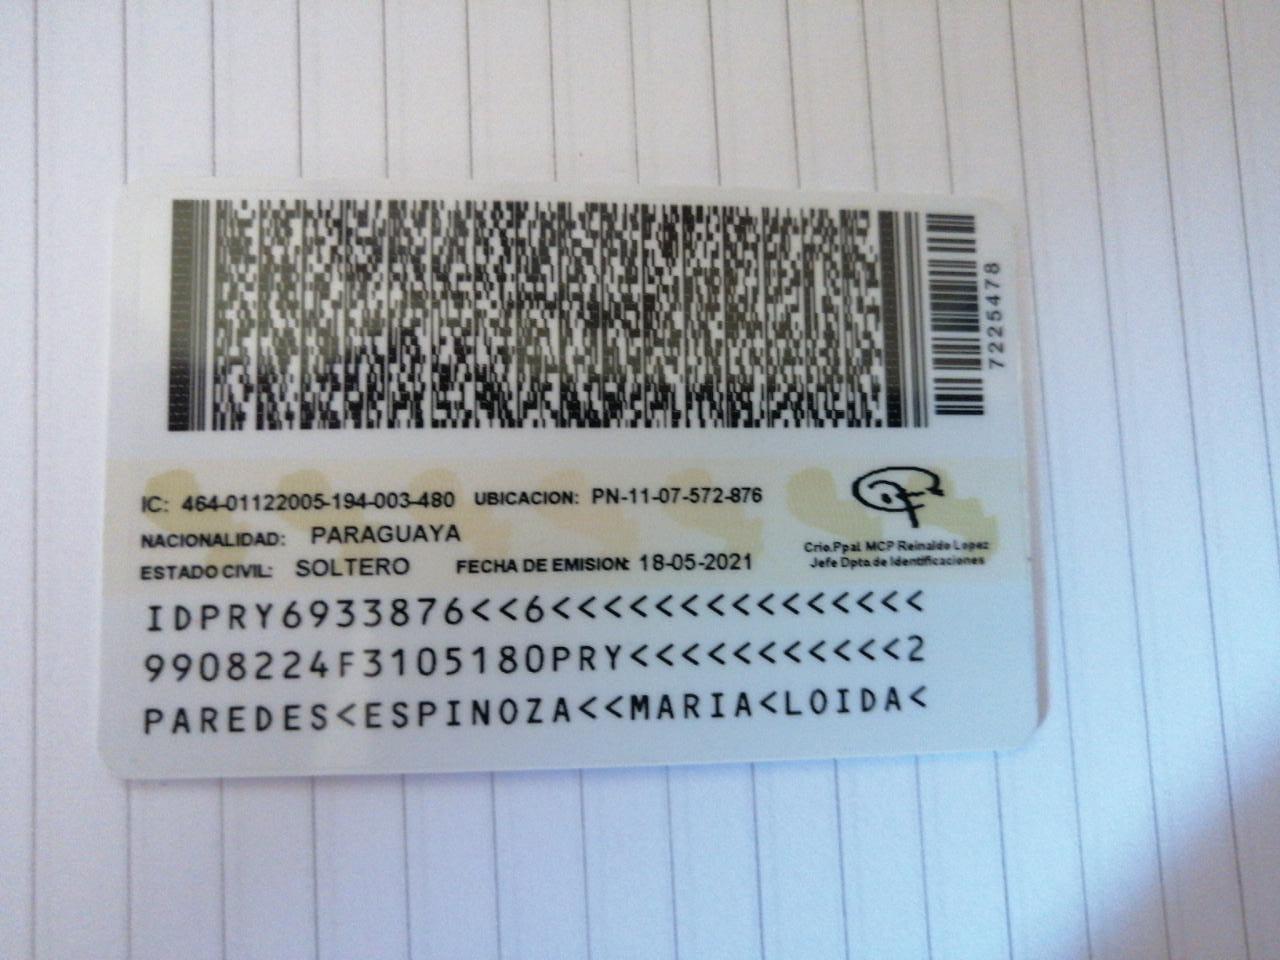 7225478
IC: 464-01122005-194-003-480 UBICACION: PN-11-07-572-876
NACIONALIDAD: PARAGUAYA
ESTADO CIVIL: SOLTERO FECHA DE EMISION: 18-05-2021
Crio.Ppal. MCP Reinaldo Lopez
Jefe Dpto de Identificaciones
IDPRY6933876<<6<<<<<<<<<<<<<<<
9908224F3105180PRY<<<<<<<<<<<2
PAREDES<ESPINOZA<<MARIA<LOIDA<